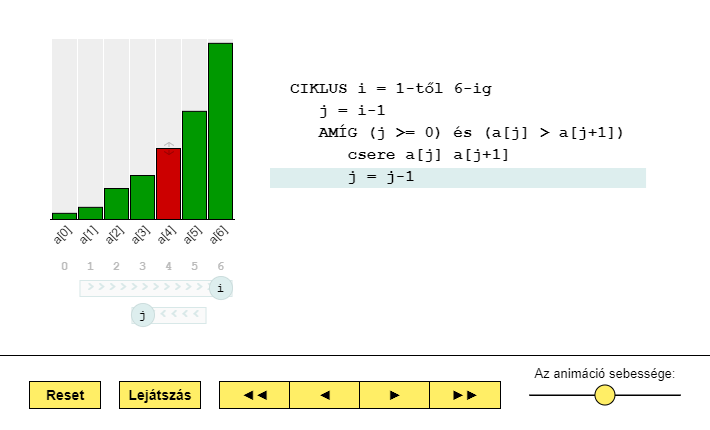 CIKLUS i = 1-től 6-ig
j = i-1
AMÍG (j >= 0) és (a[j] > a[j+1])
csere a[j] a[j+1]
j = j-1
a[0] a[1] a[2] a[3] a[4] a[5] a[6]
0 1 2 3 4 5 6
i
j
Az animáció sebessége:
Reset Lejátszás